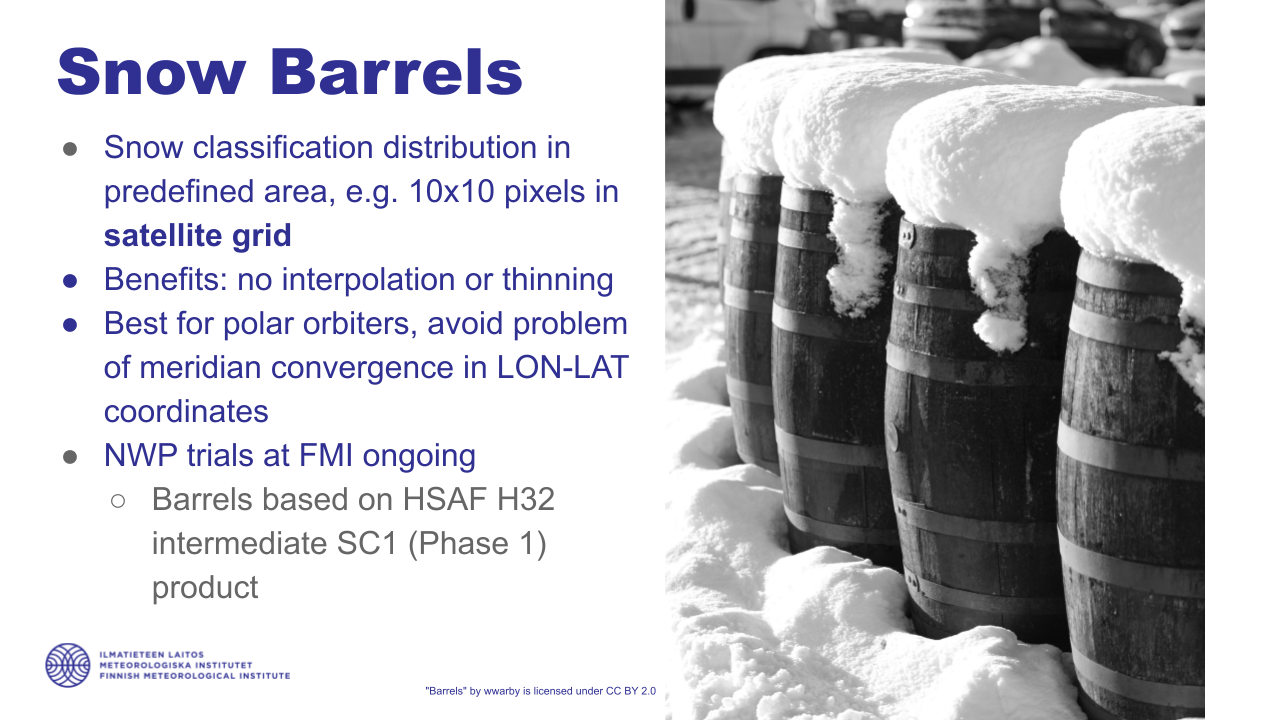 Snow Barrels
● Snow classification distribution in
predefined area, e.g. 10x10 pixels in
satellite grid
● Benefits: no interpolation or thinning
● Best for polar orbiters, avoid problem
of meridian convergence in LON-LAT
coordinates
● NWP trials at FMI ongoing
○ Barrels based on HSAF H32
intermediate SC1 (Phase 1)
product
ILMATIETEEN LAITOS
METEOROLOGISKA INSTITUTET
FINNISH METEOROLOGICAL INSTITUTE
"Barrels" by wwarby is licensed under CC BY 2.0